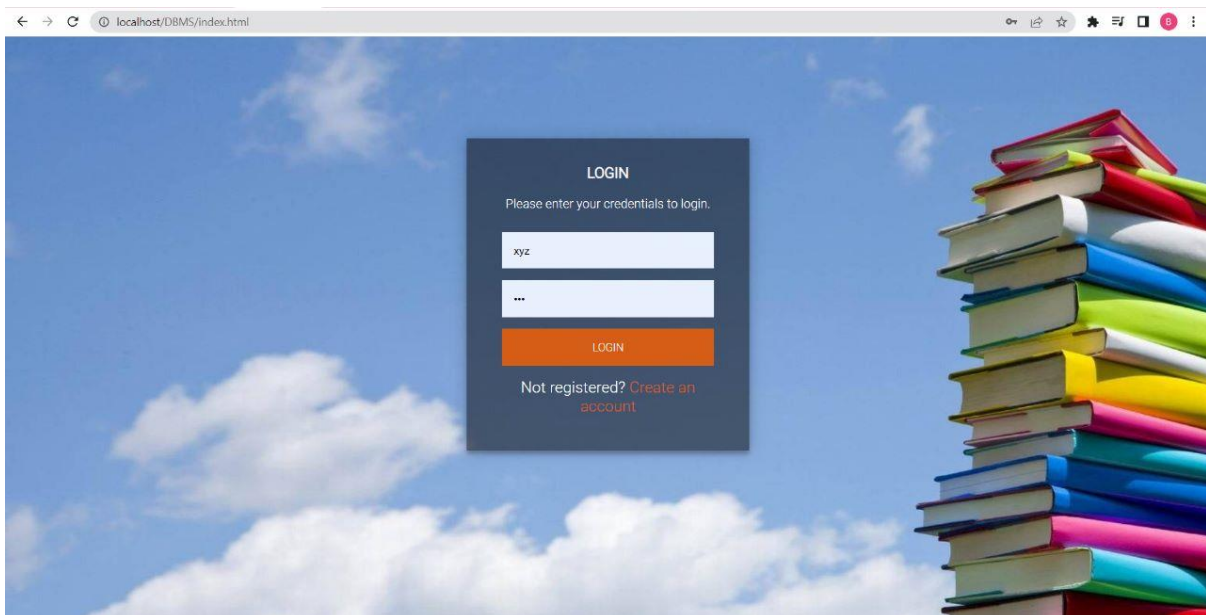 localhost/DBMS/index.html
B
LOGIN
Please enter your credentials to login.
xyz
•••
LOGIN
Not registered? Create an
account